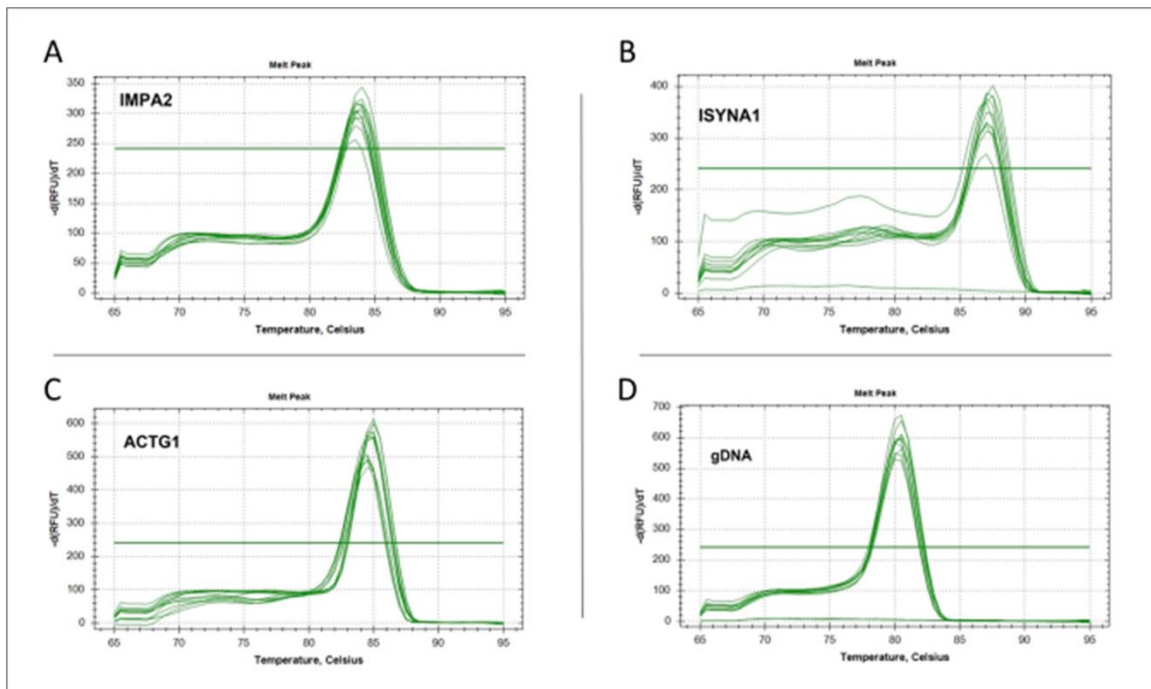 A
Melt Peak
IMPA2
-d(RFU)/dT
350
300
250
200
150
100
50
0
65 70 75 80 85 90 95
Temperature, Celsius
B
Melt Peak
ISYNA1
-d(RFU)/dT
400
300
200
100
0
65 70 75 80 85 90 95
Temperature, Celsius
C
Melt Peak
ACTG1
-d(RFU)/dT
600
500
400
300
200
100
0
65 70 75 80 85 90 95
Temperature, Celsius
D
Melt Peak
gDNA
-d(RFU)/dT
700
600
500
400
300
200
100
0
65 70 75 80 85 90 95
Temperature, Celsius